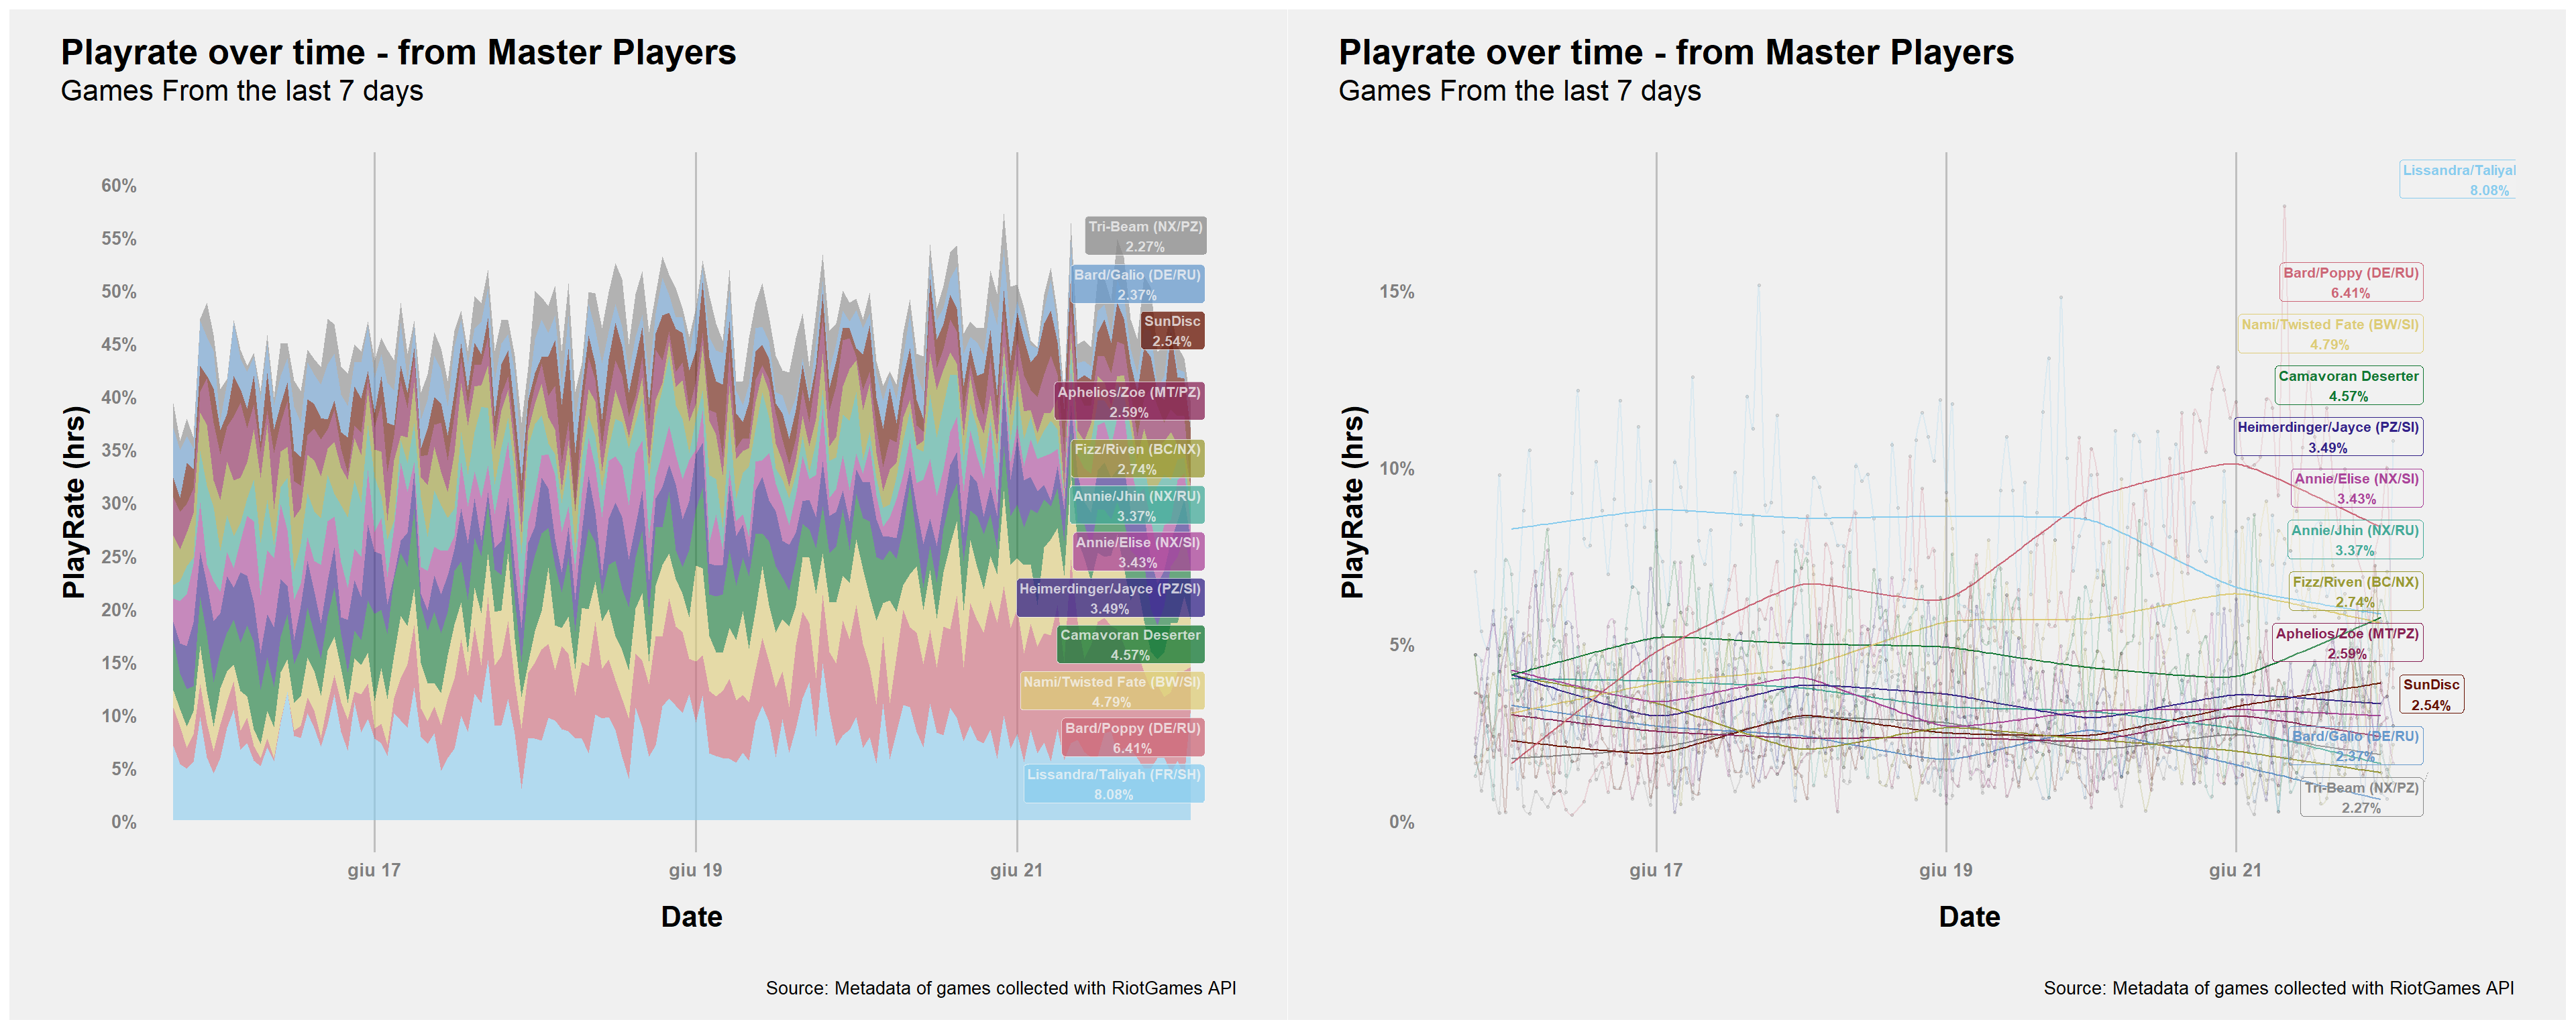 Playrate over time - from Master Players
Games From the last 7 days
PlayRate (hrs)
60%
55%
50%
45%
40%
35%
30%
25%
20%
15%
10%
5%
0%
Tri-Beam (NX/PZ)
2.27%
Bard/Galio (DE/RU)
2.37%
SunDisc
2.54%
Aphelios/Zoe (MT/PZ)
2.59%
Fizz/Riven (BC/NX)
2.74%
Annie/Jhin (NX/RU)
3.37%
Annie/Elise (NX/SI)
3.43%
Heimerdinger/Jayce (PZ/SI)
3.49%
Camavoran Deserter
4.57%
Nami/Twisted Fate (BW/SI)
4.79%
Bard/Poppy (DE/RU)
6.41%
Lissandra/Taliyah (FR/SH)
8.08%
giu 17
giu 19
giu 21
Date
Source: Metadata of games collected with RiotGames API
Playrate over time - from Master Players
Games From the last 7 days
PlayRate (hrs)
15%
10%
5%
0%
Lissandra/Taliyal
8.08%
Bard/Poppy (DE/RU)
6.41%
Nami/Twisted Fate (BW/SI)
4.79%
Camavoran Deserter
4.57%
Heimerdinger/Jayce (PZ/SI)
3.49%
Annie/Elise (NX/SI)
3.43%
Annie/Jhin (NX/RU)
3.37%
Fizz/Riven (BC/NX)
2.74%
Aphelios/Zoe (MT/PZ)
2.59%
SunDisc
2.54%
Bard/Galio (DE/RU)
2.37%
Tri-Beam (NX/PZ)
2.27%
giu 17
giu 19
giu 21
Date
Source: Metadata of games collected with RiotGames API